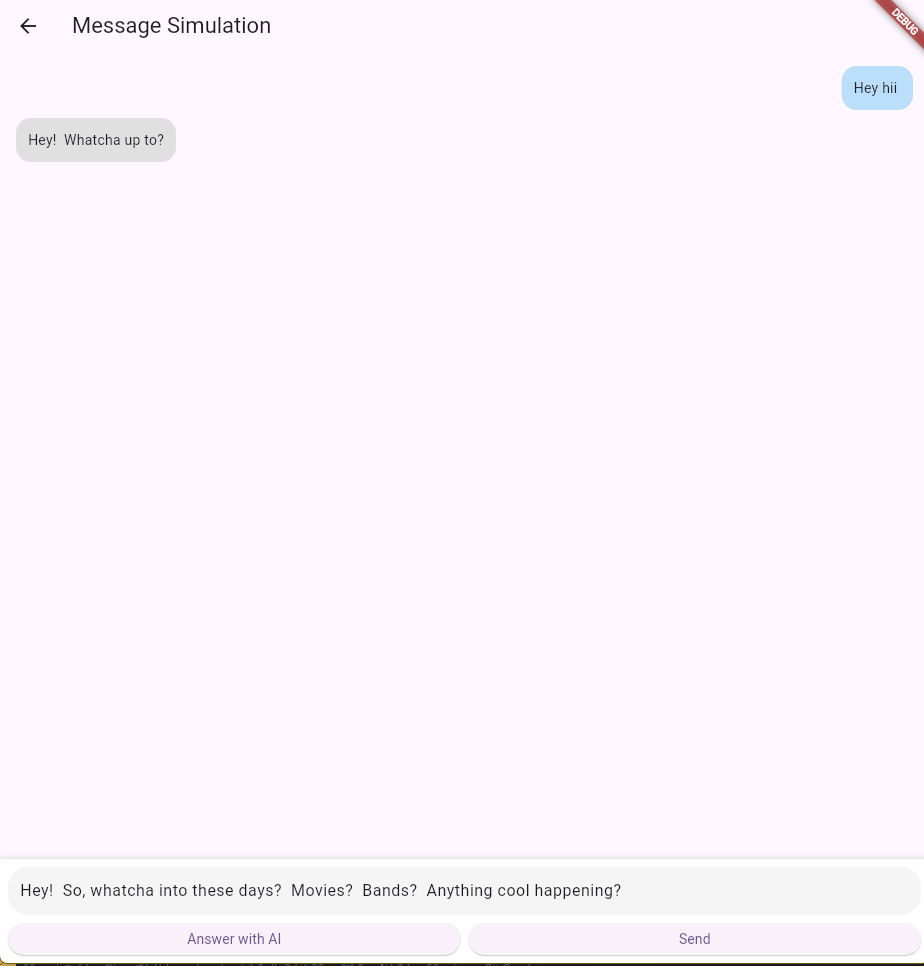 Message Simulation
DEBUG
Hey hii
Hey!  Whatcha up to?
Hey!  So, whatcha into these days?  Movies?  Bands?  Anything cool happening?
Answer with AI
Send